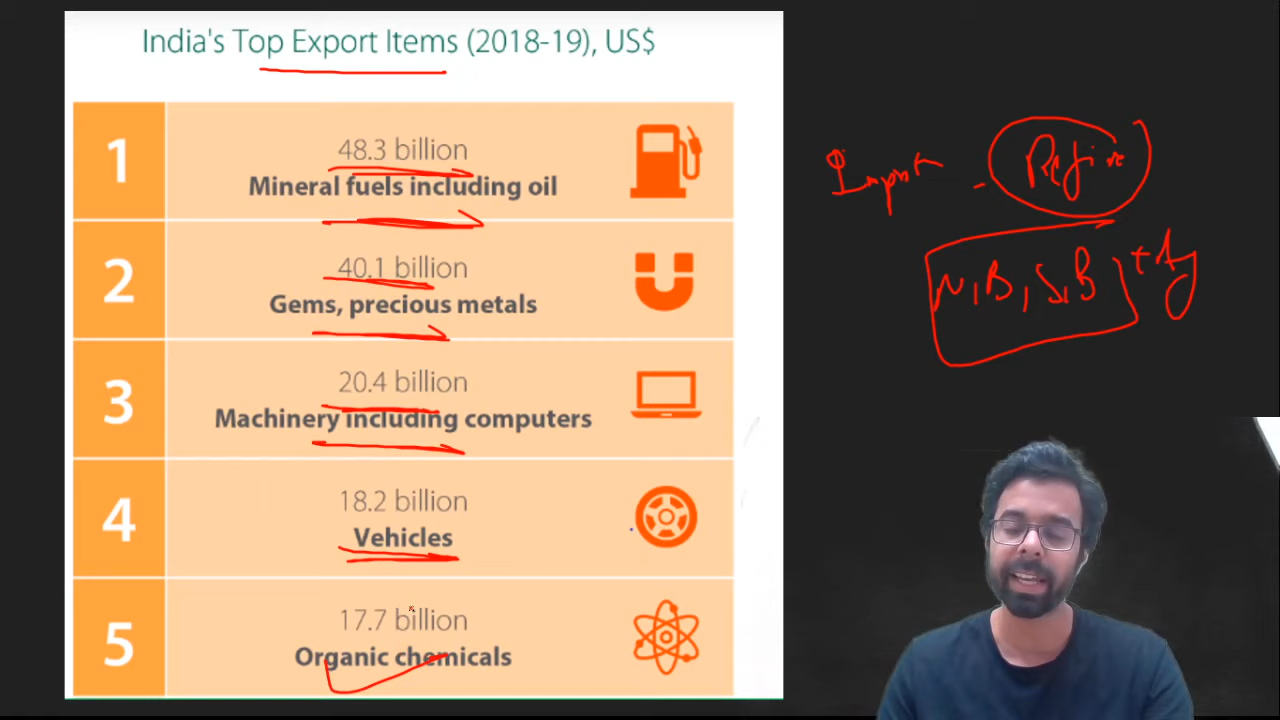 India's Top Export Items (2018-19), US$
1
48.3 billion
Mineral fuels including oil
2
40.1 billion
Gems, precious metals
3
20.4 billion
Machinery including computers
4
18.2 billion
Vehicles
5
17.7 billion
Organic chemicals
Import - Refine
N, B, S, B